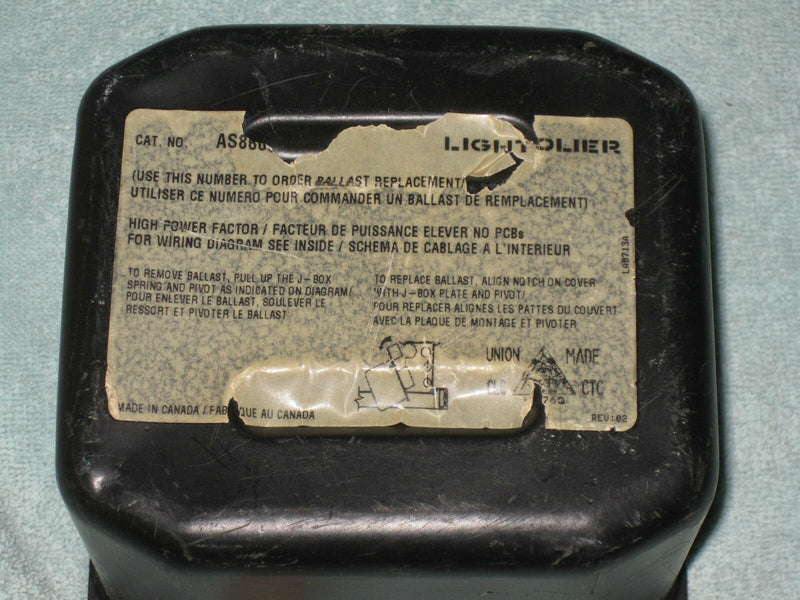 CAT. NO. LIGHTOLIER
(USE THIS NUMBER TO ORDER BALLAST REPLACEMENT/
UTILISER CE NUMERO POUR COMMANDER UN BALLAST DE REMPLACEMENT)
HIGH POWER FACTOR / FACTEUR DE PUISSANCE ELEVER NO PCBs
FOR WIRING DIAGRAM SEE INSIDE / SCHEMA DE CABLAGE A L'INTERIEUR
TO REMOVE BALLAST, PULL UP THE J-BOX
SPRING AND PIVOT AS INDICATED ON DIAGRAM/
POUR ENLEVER LE BALLAST, SOULEVER LE
RESSORT ET PIVOTER LE BALLAST
TO REPLACE BALLAST, ALIGN NOTCH ON COVER
WITH J-BOX PLATE AND PIVOT/
POUR REPLACER ALIGNES LES PATTES DU COUVERT
AVEC LA PLAQUE DE MONTAGE ET PIVOTER
UNION MADE
CLC CTC
MADE IN CANADA / AU CANADA
REV:02
LAB713A